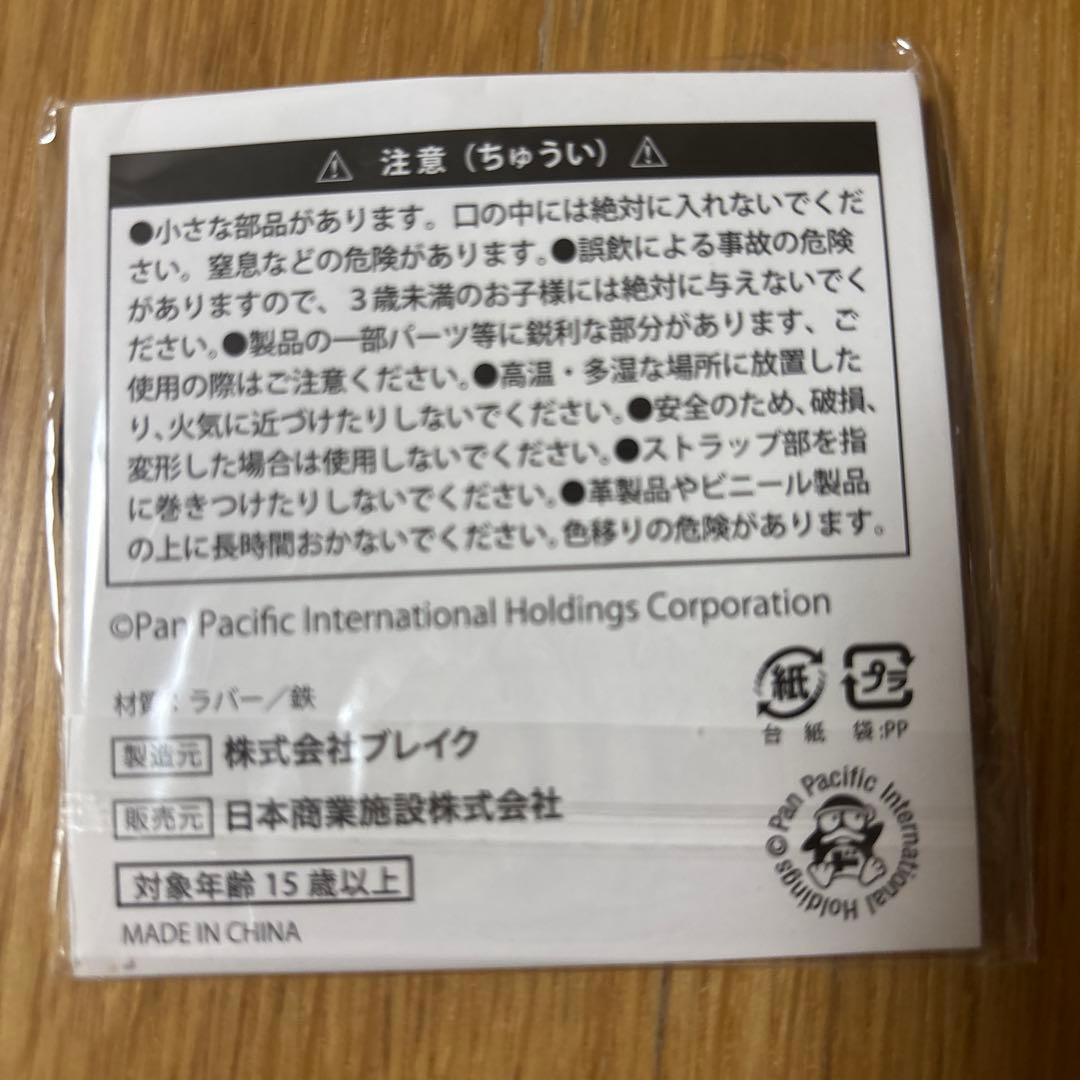 ⚠ 注意（ちゅうい） ⚠
●小さな部品があります。口の中には絶対に入れないでくだ
さい。窒息などの危険があります。●誤飲による事故の危険
がありますので、３歳未満のお子様には絶対に与えないでく
ださい。●製品の一部パーツ等に鋭利な部分があります、ご
使用の際はご注意ください。●高温・多湿な場所に放置した
り、火気に近づけたりしないでください。●安全のため、破損、
変形した場合は使用しないでください。●ストラップ部を指
に巻きつけたりしないでください。●革製品やビニール製品
の上に長時間おかないでください。色移りの危険があります。
©Pan Pacific International Holdings Corporation
材質：ラバー／鉄
紙 プラ
台紙 袋:PP
製造元 株式会社ブレイク
販売元 日本商業施設株式会社
© Pan Pacific International Holdings
対象年齢 15 歳以上
MADE IN CHINA